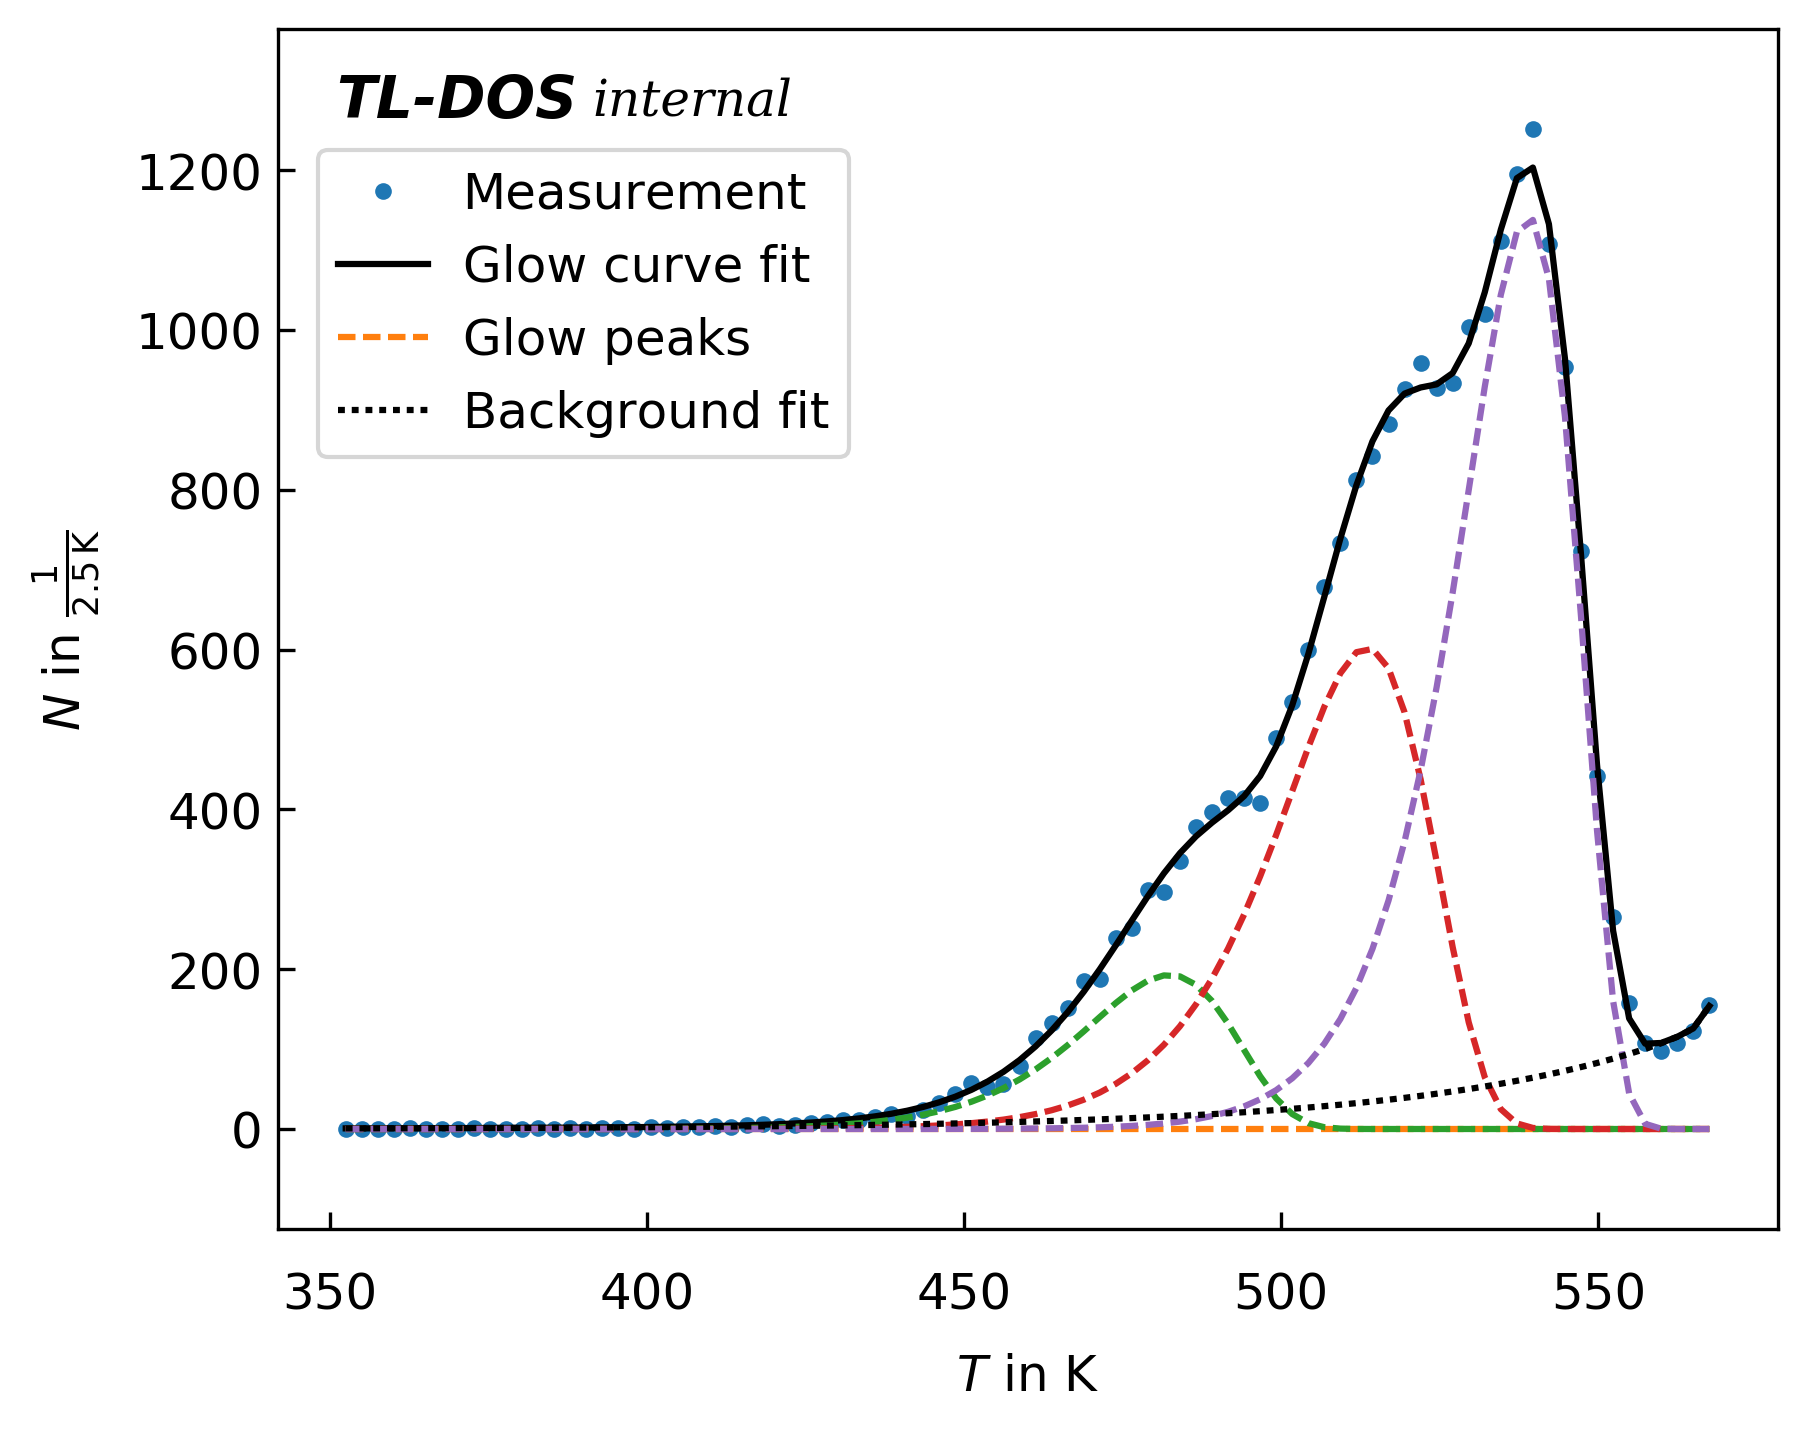 TL-DOS internal
Measurement
Glow curve fit
Glow peaks
Background fit
1200
1000
800
600
400
200
0
N in 1/2.5 K
350 400 450 500 550
T in K